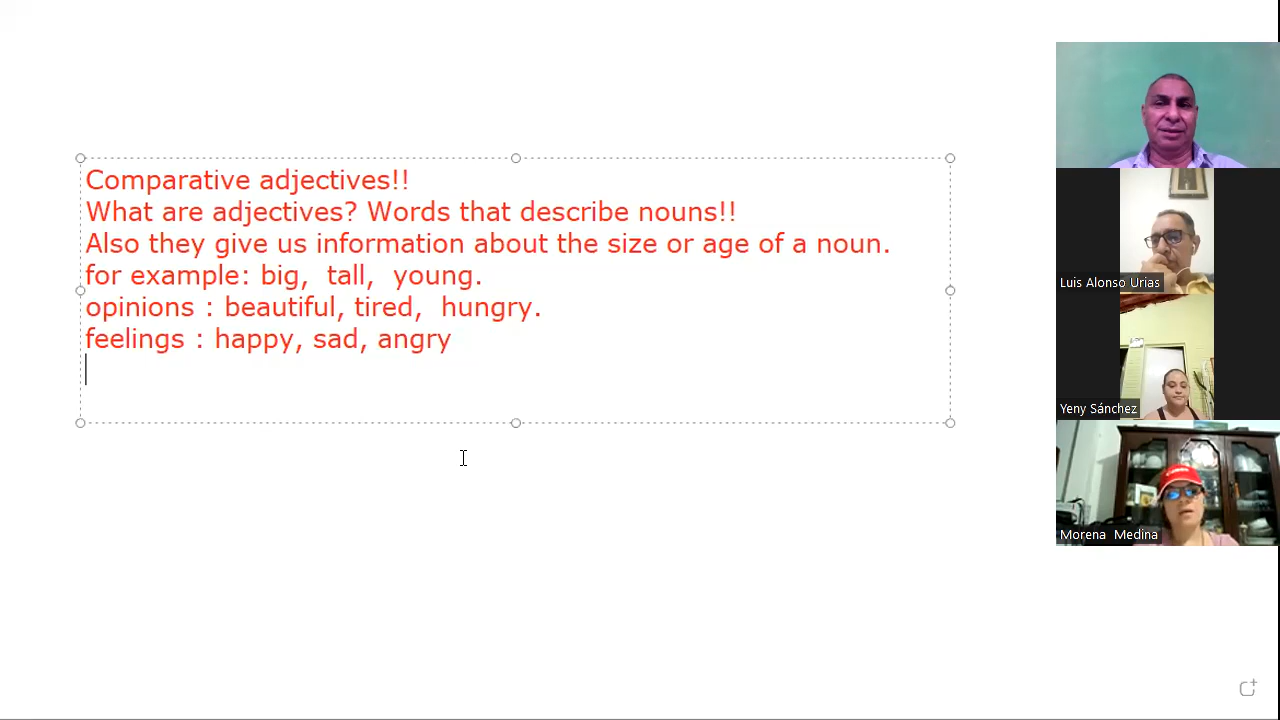 Comparative adjectives!!
What are adjectives? Words that describe nouns!!
Also they give us information about the size or age of a noun.
for example: big,  tall,  young.
opinions : beautiful, tired,  hungry.
feelings : happy, sad, angry
Luis Alonso Urias
Yeny Sánchez
Morena  Medina